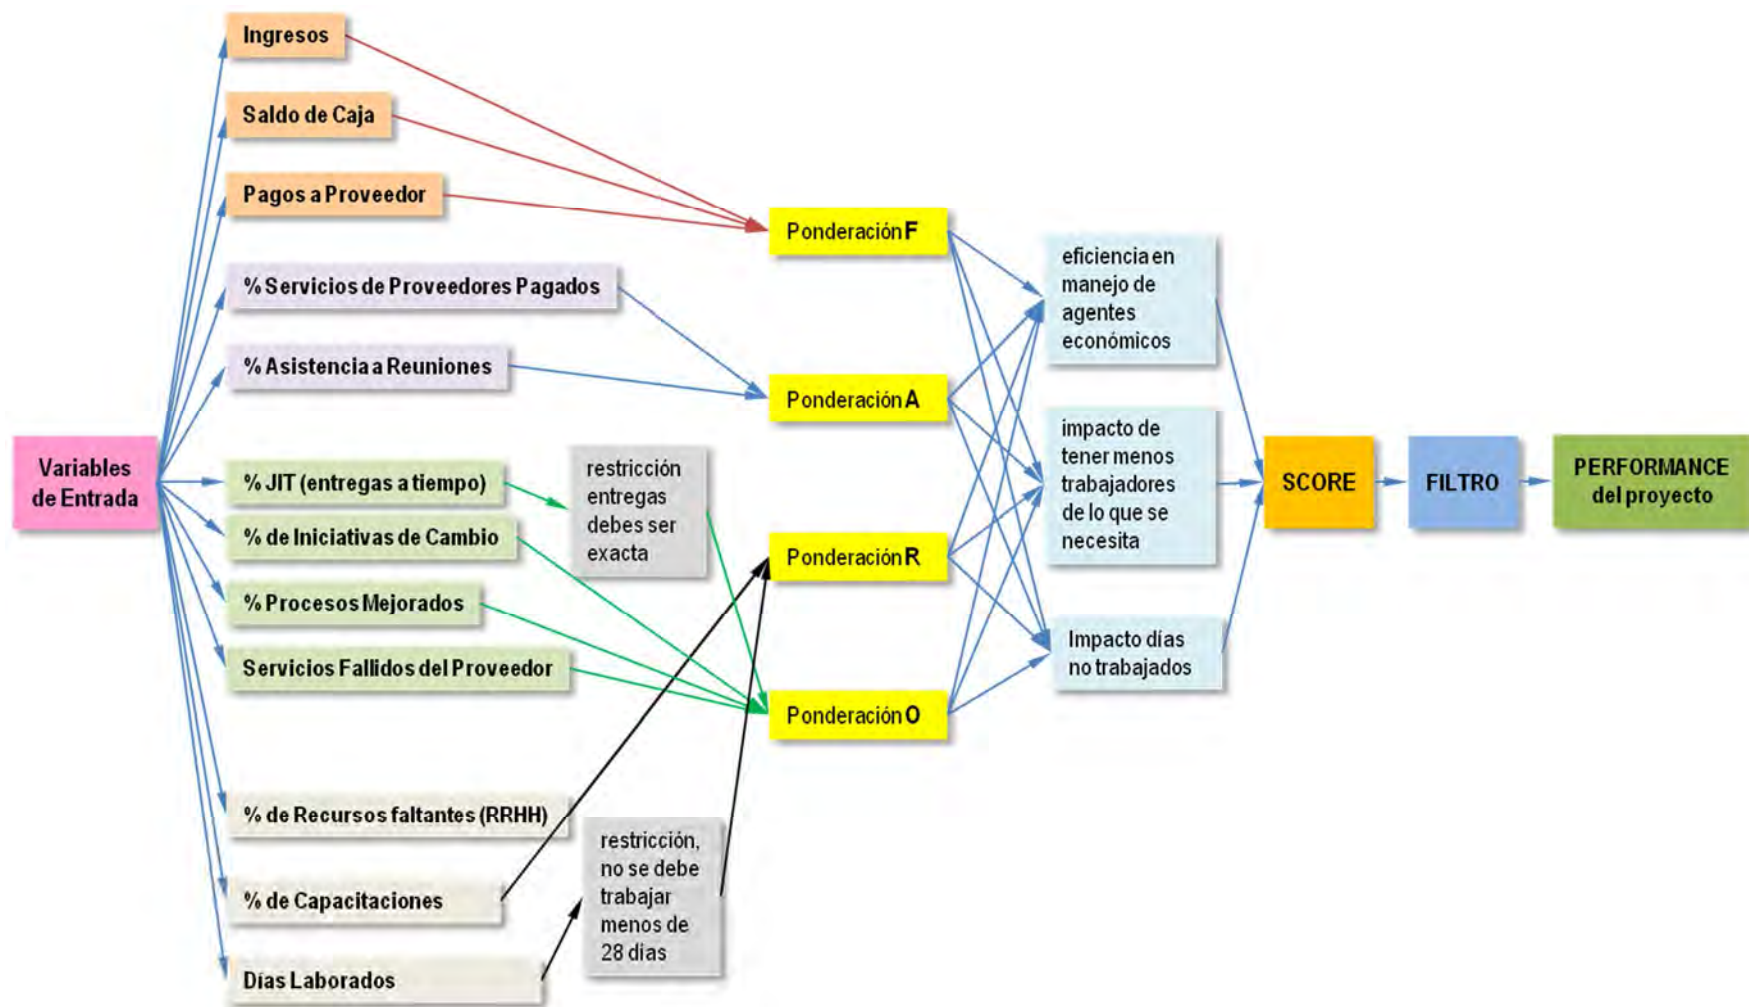 Ingresos
Saldo de Caja
Pagos a Proveedor
% Servicios de Proveedores Pagados
% Asistencia a Reuniones
Variables
de Entrada
% JIT (entregas a tiempo)
% de Iniciativas de Cambio
% Procesos Mejorados
Servicios Fallidos del Proveedor
% de Recursos faltantes (RRHH)
% de Capacitaciones
Días Laborados
restricción
entregas
debes ser
exacta
restricción,
no se debe
trabajar
menos de
28 días
Ponderación F
Ponderación A
Ponderación R
Ponderación O
eficiencia en
manejo de
agentes
económicos
impacto de
tener menos
trabajadores
de lo que se
necesita
Impacto días
no trabajados
SCORE
FILTRO
PERFORMANCE
del proyecto